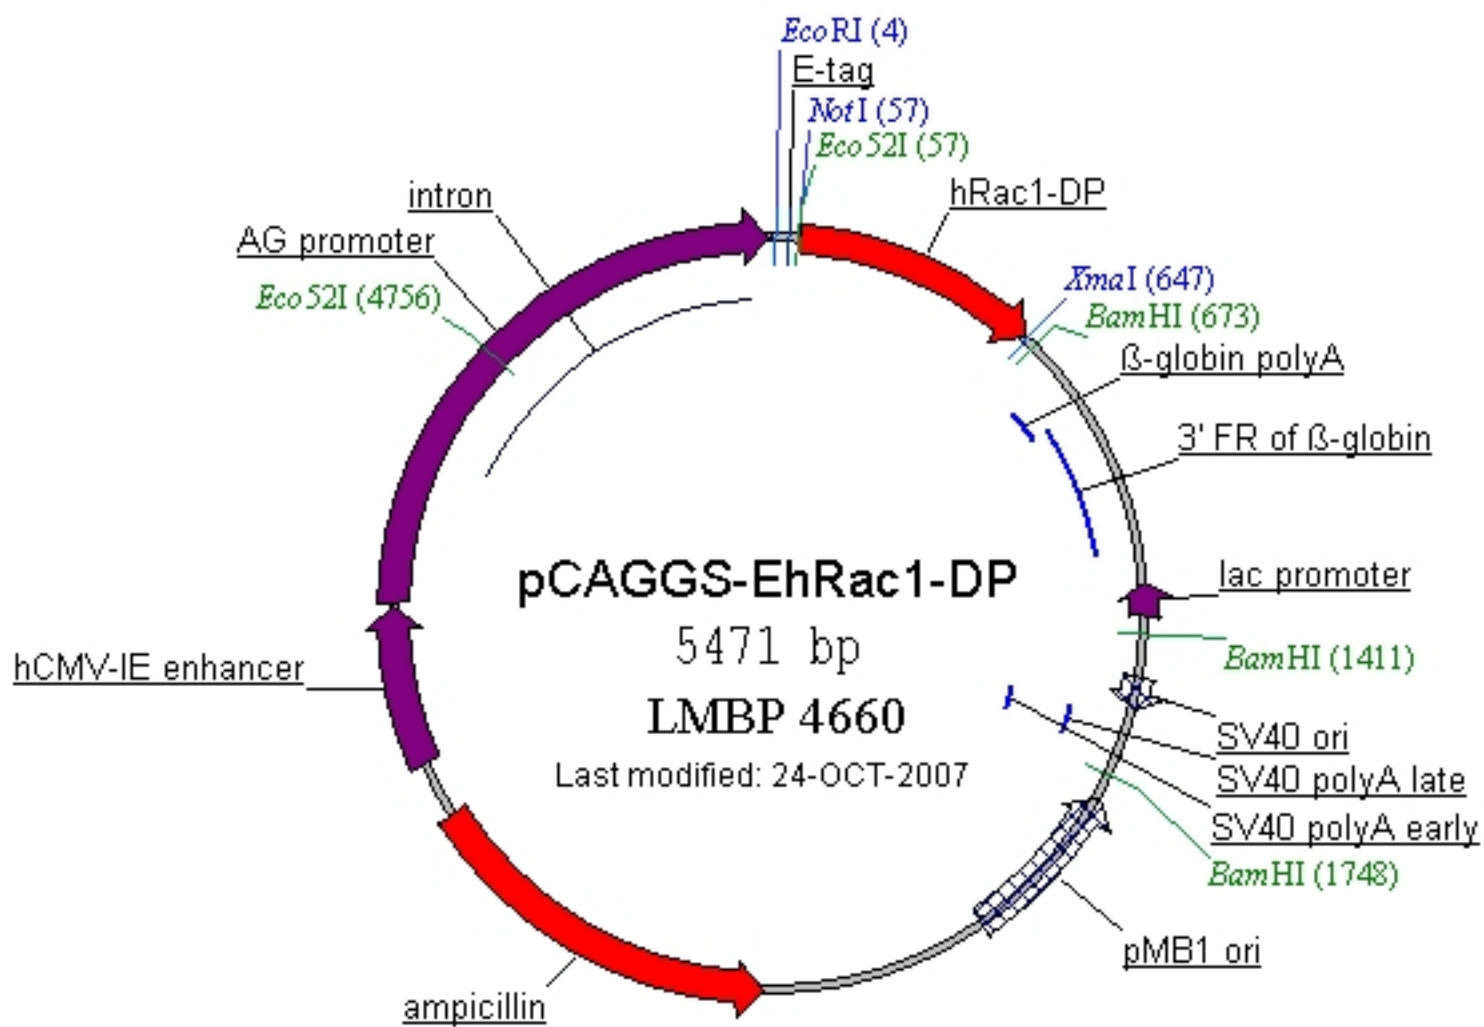 EcoRI (4)
E-tag
NotI (57)
Eco52I (57)
hRac1-DP
intron
AG promoter
Eco52I (4756)
XmaI (647)
BamHI (673)
ß-globin polyA
3' FR of ß-globin
pCAGGS-EhRac1-DP
5471 bp
LMBP 4660
Last modified: 24-OCT-2007
lac promoter
hCMV-IE enhancer
BamHI (1411)
SV40 ori
SV40 polyA late
SV40 polyA early
BamHI (1748)
pMB1 ori
ampicillin